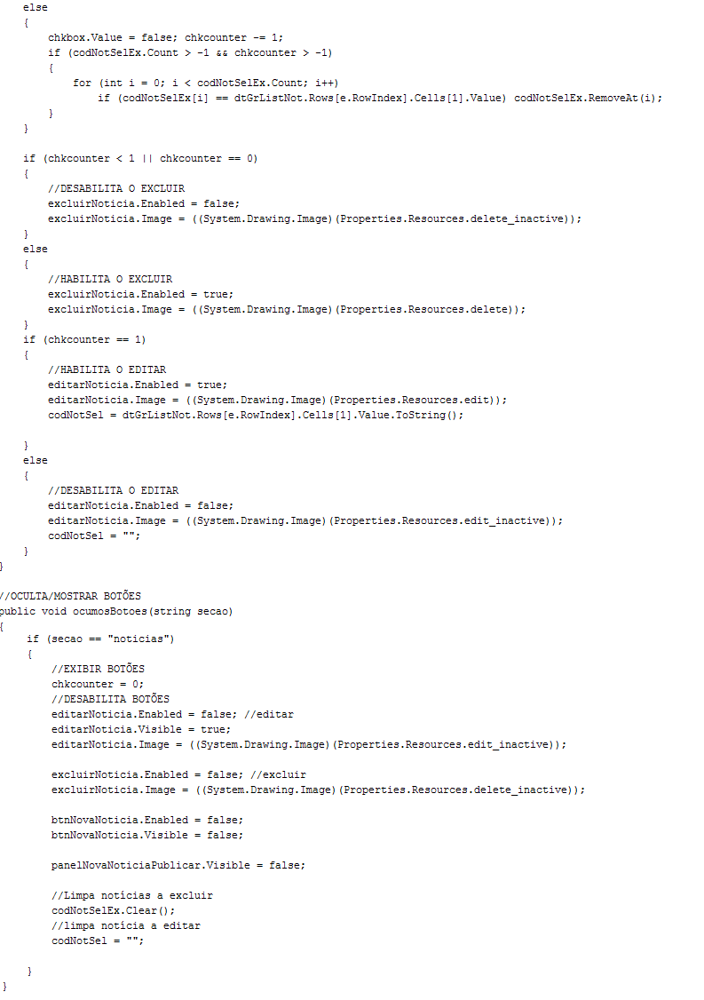 else
{
chkbox.Value = false; chkcounter -= 1;
if (codNotSelEx.Count > -1 && chkcounter > -1)
{
for (int i = 0; i < codNotSelEx.Count; i++)
if (codNotSelEx[i] == dtGrListNot.Rows[e.RowIndex].Cells[1].Value) codNotSelEx.RemoveAt(i);
}
}
if (chkcounter < 1 || chkcounter == 0)
{
//DESABILITA O EXCLUIR
excluirNoticia.Enabled = false;
excluirNoticia.Image = ((System.Drawing.Image)(Properties.Resources.delete_inactive));
}
else
{
//HABILITA O EXCLUIR
excluirNoticia.Enabled = true;
excluirNoticia.Image = ((System.Drawing.Image)(Properties.Resources.delete));
}
if (chkcounter == 1)
{
//HABILITA O EDITAR
editarNoticia.Enabled = true;
editarNoticia.Image = ((System.Drawing.Image)(Properties.Resources.edit));
codNotSel = dtGrListNot.Rows[e.RowIndex].Cells[1].Value.ToString();
}
else
{
//DESABILITA O EDITAR
editarNoticia.Enabled = false;
editarNoticia.Image = ((System.Drawing.Image)(Properties.Resources.edit_inactive));
codNotSel = "";
}
}
//OCULTA/MOSTRAR BOTÕES
public void ocumosBotoes(string secao)
{
if (secao == "noticias")
{
//EXIBIR BOTÕES
chkcounter = 0;
//DESABILITA BOTÕES
editarNoticia.Enabled = false; //editar
editarNoticia.Visible = true;
editarNoticia.Image = ((System.Drawing.Image)(Properties.Resources.edit_inactive));
excluirNoticia.Enabled = false; //excluir
excluirNoticia.Image = ((System.Drawing.Image)(Properties.Resources.delete_inactive));
btnNovaNoticia.Enabled = false;
btnNovaNoticia.Visible = false;
panelNovaNoticiaPublicar.Visible = false;
//Limpa notícias a excluir
codNotSelEx.Clear();
//limpa notícia a editar
codNotSel = "";
}
}